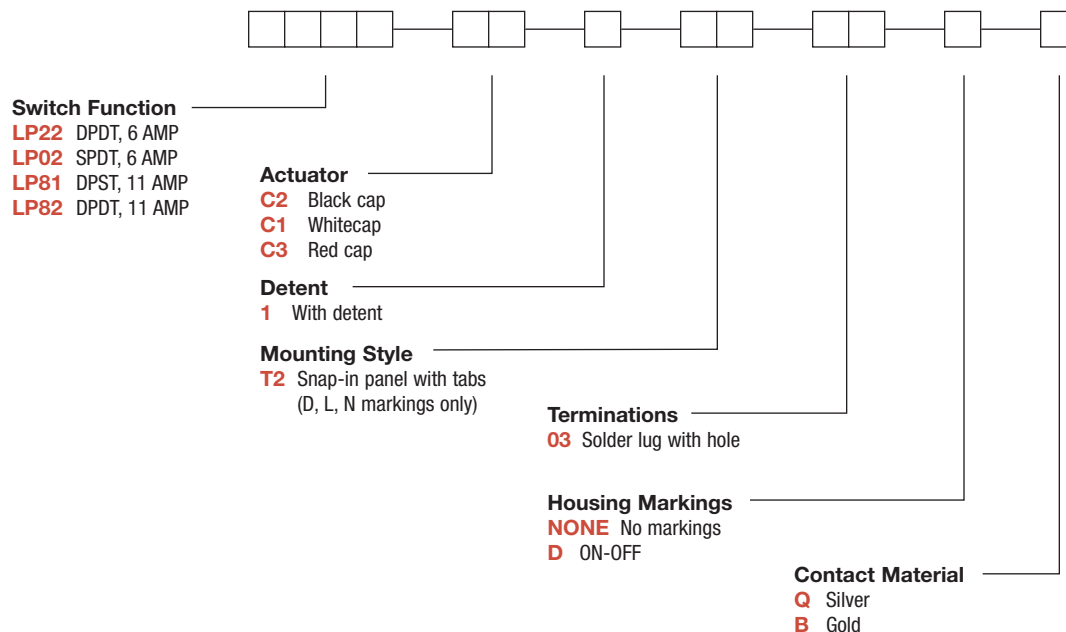 Switch Function
LP22 DPDT, 6 AMP
LP02 SPDT, 6 AMP
LP81 DPST, 11 AMP
LP82 DPDT, 11 AMP
Actuator
C2 Black cap
C1 Whitecap
C3 Red cap
Detent
1 With detent
Mounting Style
T2 Snap-in panel with tabs
(D, L, N markings only)
Terminations
03 Solder lug with hole
Housing Markings
NONE No markings
D ON-OFF
Contact Material
Q Silver
B Gold